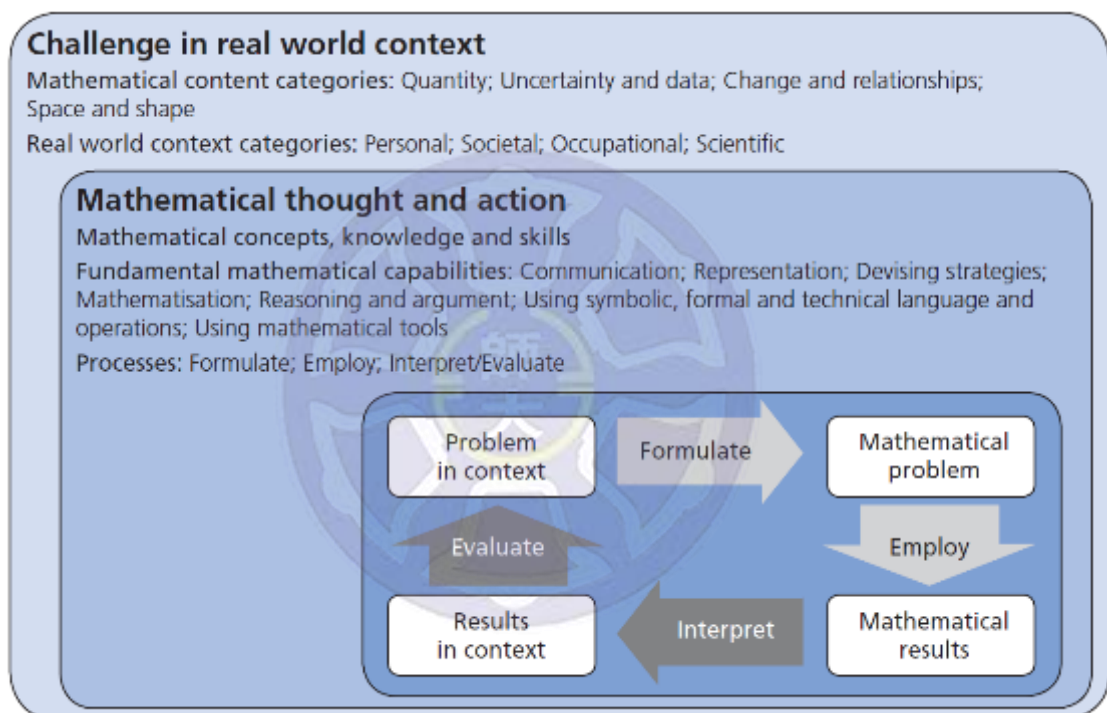 Challenge in real world context
Mathematical content categories: Quantity; Uncertainty and data; Change and relationships;
Space and shape
Real world context categories: Personal; Societal; Occupational; Scientific
Mathematical thought and action
Mathematical concepts, knowledge and skills
Fundamental mathematical capabilities: Communication; Representation; Devising strategies;
Mathematisation; Reasoning and argument; Using symbolic, formal and technical language and
operations; Using mathematical tools
Processes: Formulate; Employ; Interpret/Evaluate
Problem
in context
Formulate
Mathematical
problem
Evaluate
Employ
Results
in context
Interpret
Mathematical
results
師大